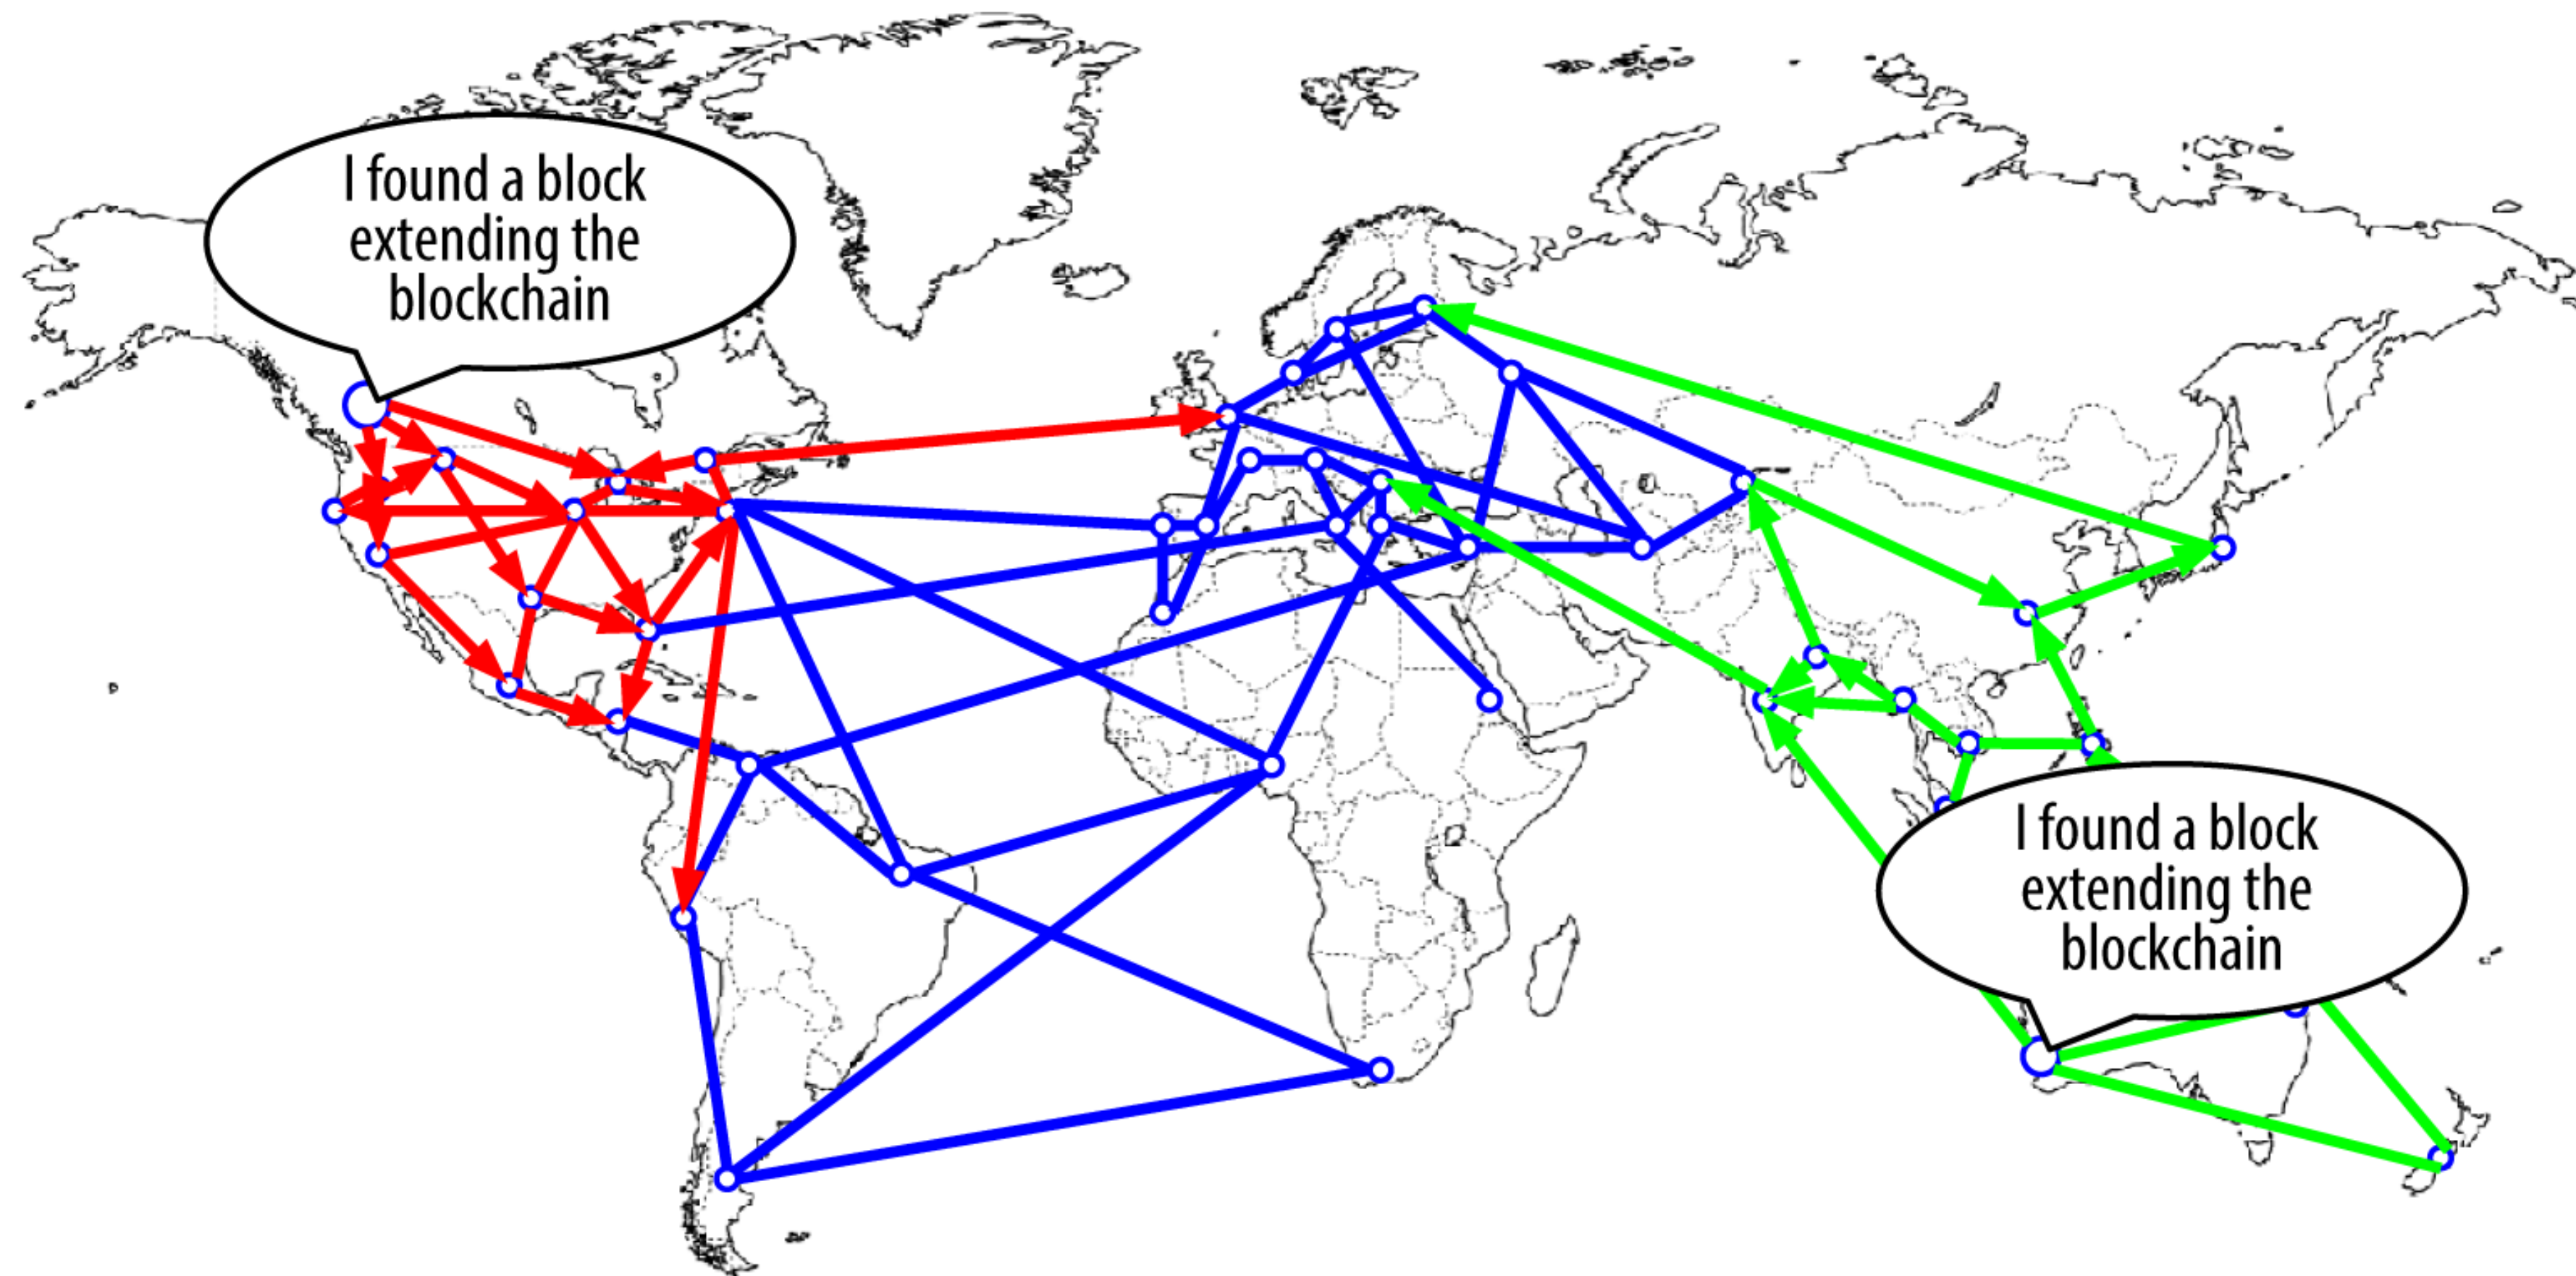 I found a block
extending the
blockchain
I found a block
extending the
blockchain